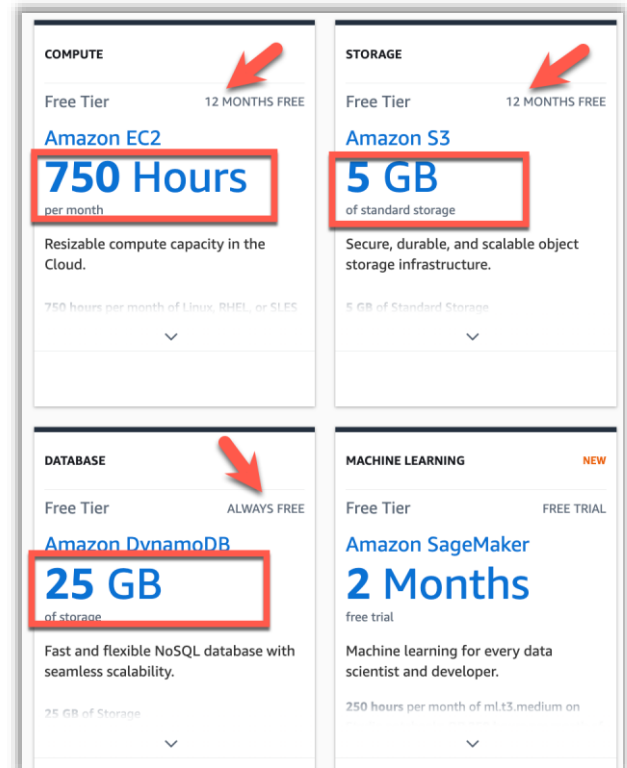 COMPUTE
Free Tier 12 MONTHS FREE
Amazon EC2
750 Hours
per month
Resizable compute capacity in the
Cloud.
750 hours per month of Linux, RHEL, or SLES
STORAGE
Free Tier 12 MONTHS FREE
Amazon S3
5 GB
of standard storage
Secure, durable, and scalable object
storage infrastructure.
5 GB of Standard Storage
DATABASE
Free Tier ALWAYS FREE
Amazon DynamoDB
25 GB
of storage
Fast and flexible NoSQL database with
seamless scalability.
25 GB of Storage
MACHINE LEARNING NEW
Free Tier FREE TRIAL
Amazon SageMaker
2 Months
free trial
Machine learning for every data
scientist and developer.
250 hours per month of ml.t3.medium on